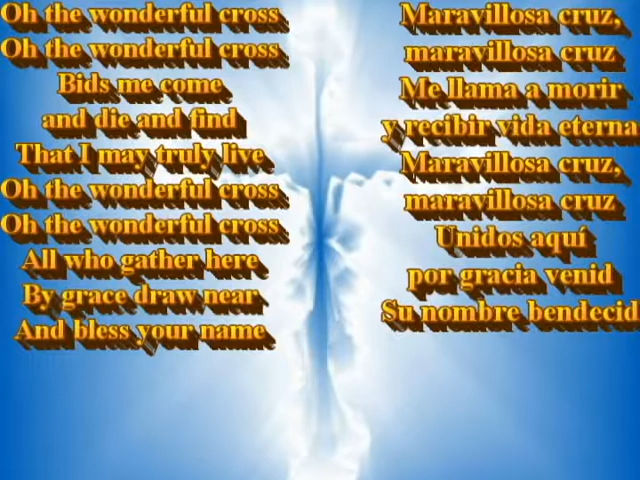 Oh the wonderful cross
Oh the wonderful cross
Bids me come
and die and find
That I may truly live
Oh the wonderful cross
Oh the wonderful cross
All who gather here
By grace draw near
And bless your name
Maravillosa cruz,
maravillosa cruz
Me llama a morir
y recibir vida eterna
Maravillosa cruz,
maravillosa cruz
Unidos aquí
por gracia venid
Su nombre bendecid